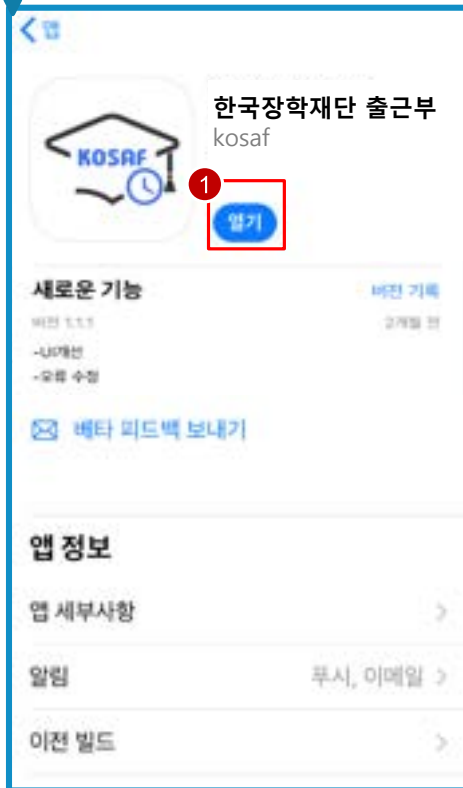 앱
한국장학재단 출근부
kosaf
KOSAF
1
열기
새로운 기능
버전 기록
버전 1.1.1
2개월 전
-UI개선
-오류 수정
베타 피드백 보내기
앱 정보
앱 세부사항
알림
푸시, 이메일
이전 빌드